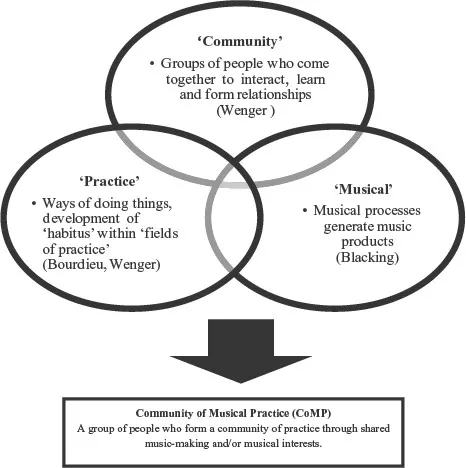 ‘Community’
• Groups of people who come
together to interact, learn
and form relationships
(Wenger )
‘Practice’
• Ways of doing things,
development of
‘habitus’ within ‘fields
of practice’
(Bourdieu, Wenger)
‘Musical’
• Musical processes
generate music
products
(Blacking)
Community of Musical Practice (CoMP)
A group of people who form a community of practice through shared
music-making and/or musical interests.